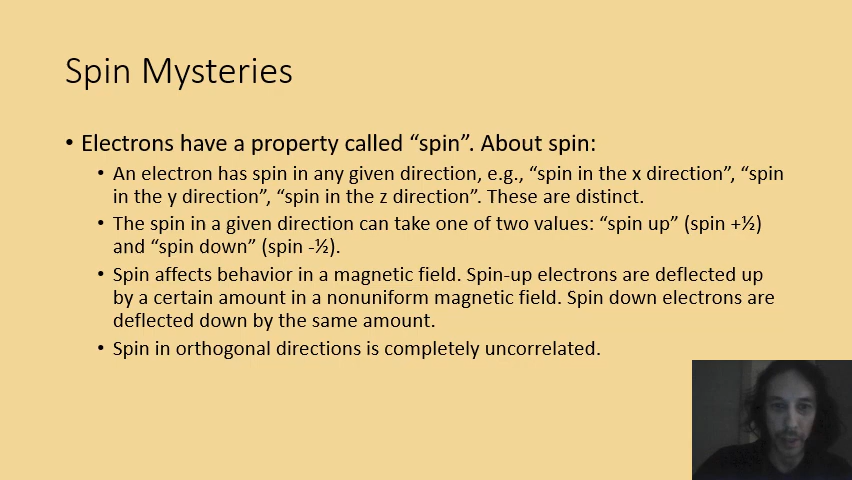 Spin Mysteries
• Electrons have a property called “spin”. About spin:
• An electron has spin in any given direction, e.g., “spin in the x direction”, “spin
in the y direction”, “spin in the z direction”. These are distinct.
• The spin in a given direction can take one of two values: “spin up” (spin +½)
and “spin down” (spin -½).
• Spin affects behavior in a magnetic field. Spin-up electrons are deflected up
by a certain amount in a nonuniform magnetic field. Spin down electrons are
deflected down by the same amount.
• Spin in orthogonal directions is completely uncorrelated.